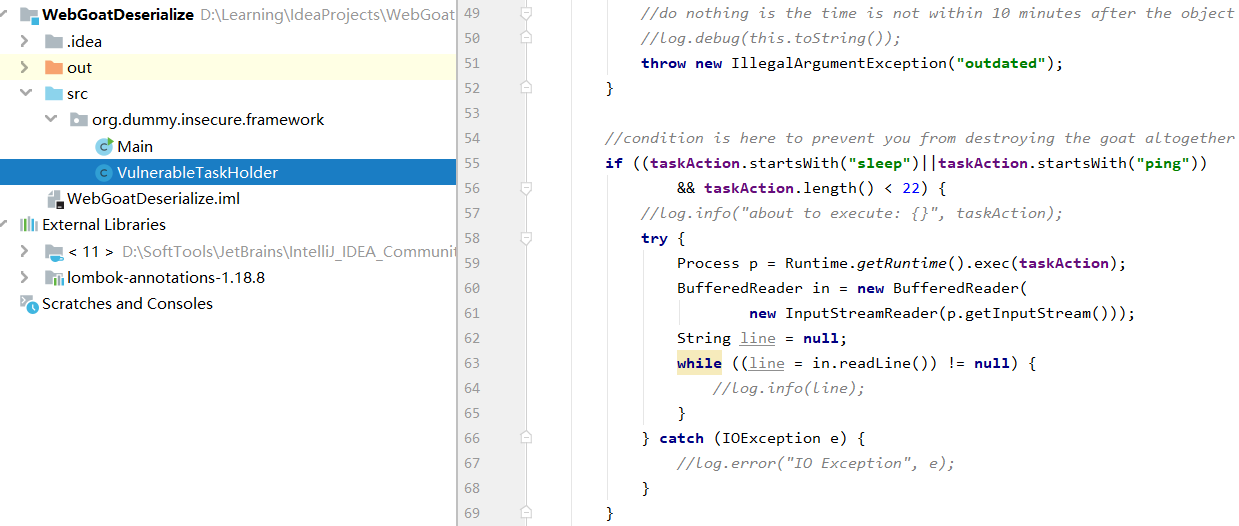 WebGoatDeserialize D:\Learning\IdeaProjects\WebGoat
.idea
out
src
org.dummy.insecure.framework
Main
VulnerableTaskHolder
WebGoatDeserialize.iml
External Libraries
< 11 > D:\SoftTools\JetBrains\IntelliJ_IDEA_Communit
lombok-annotations-1.18.8
Scratches and Consoles
49 //do nothing is the time is not within 10 minutes after the object
50 //log.debug(this.toString());
51 throw new IllegalArgumentException("outdated");
52 }
53
54 //condition is here to prevent you from destroying the goat altogether
55 if ((taskAction.startsWith("sleep")||taskAction.startsWith("ping"))
56 && taskAction.length() < 22) {
57 //log.info("about to execute: {}", taskAction);
58 try {
59 Process p = Runtime.getRuntime().exec(taskAction);
60 BufferedReader in = new BufferedReader(
61 new InputStreamReader(p.getInputStream()));
62 String line = null;
63 while ((line = in.readLine()) != null) {
64 //log.info(line);
65 }
66 } catch (IOException e) {
67 //log.error("IO Exception", e);
68 }
69 }